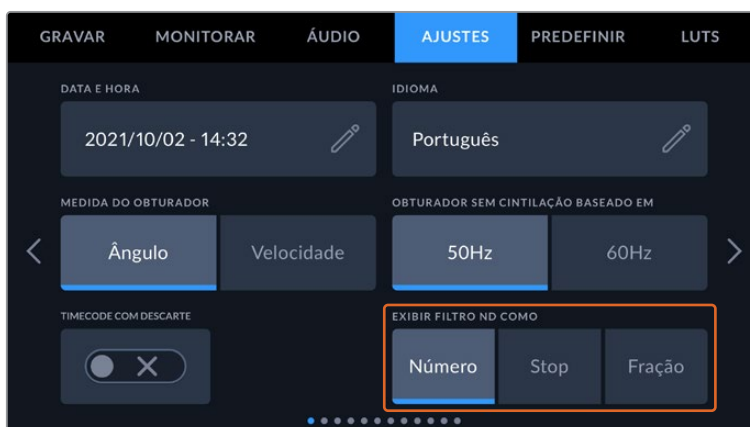 GRAVAR MONITORAR ÁUDIO AJUSTES PREDEFINIR LUTS
DATA E HORA IDIOMA
2021/10/02 - 14:32 Português
MEDIDA DO OBTURADOR OBTURADOR SEM CINTILAÇÃO BASEADO EM
Ângulo Velocidade 50Hz 60Hz
TIMECODE COM DESCARTE EXIBIR FILTRO ND COMO
Número Stop Fração